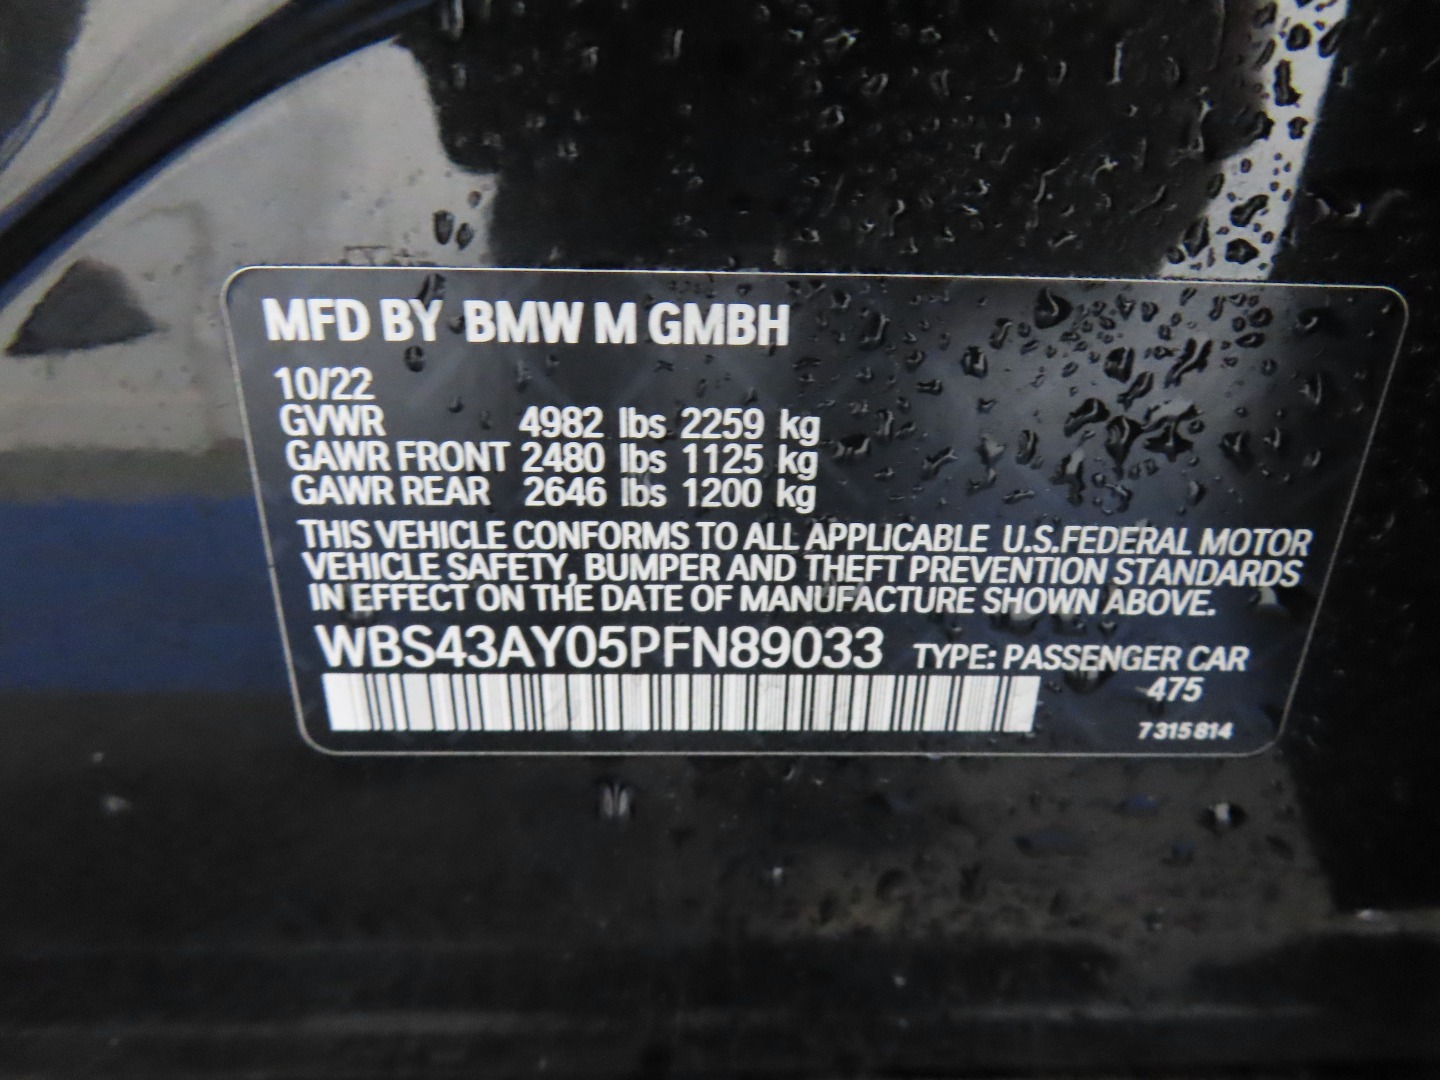 MFD BY BMW M GMBH
10/22
GVWR 4982 lbs 2259 kg
GAWR FRONT 2480 lbs 1125 kg
GAWR REAR 2646 lbs 1200 kg
THIS VEHICLE CONFORMS TO ALL APPLICABLE U.S.FEDERAL MOTOR
VEHICLE SAFETY, BUMPER AND THEFT PREVENTION STANDARDS
IN EFFECT ON THE DATE OF MANUFACTURE SHOWN ABOVE.
WBS43AY05PFN89033 TYPE: PASSENGER CAR
475
7315814